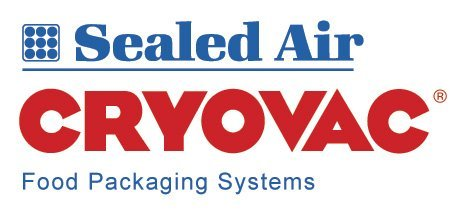 Sealed Air
CRYOVAC®
Food Packaging Systems